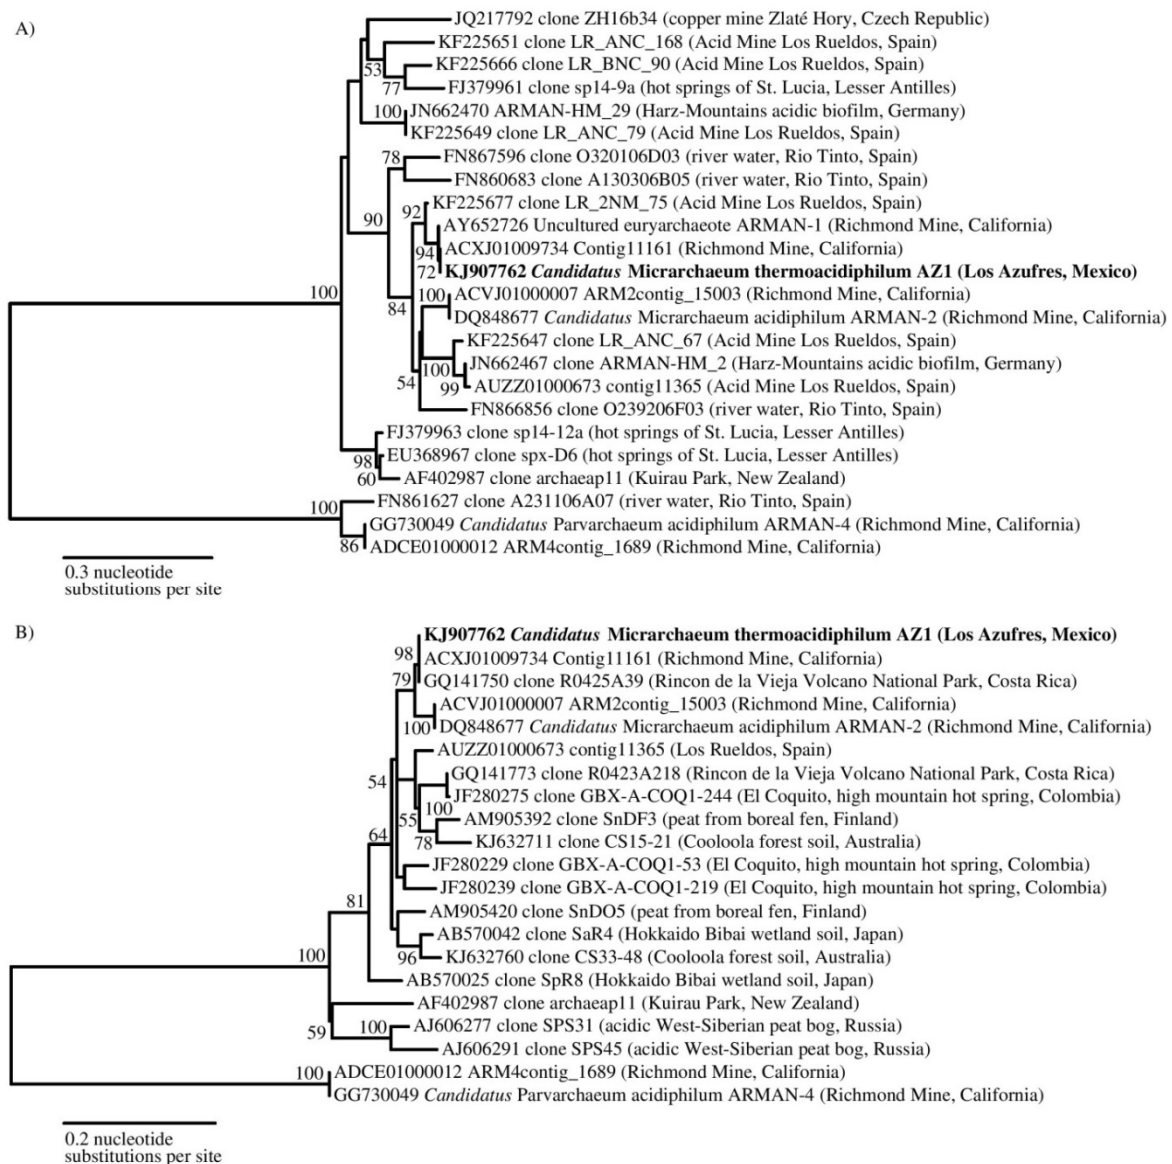 A)
JQ217792 clone ZH16b34 (copper mine Zlaté Hory, Czech Republic)
KF225651 clone LR_ANC_168 (Acid Mine Los Rueldos, Spain)
53
KF225666 clone LR_BNC_90 (Acid Mine Los Rueldos, Spain)
77
FJ379961 clone sp14-9a (hot springs of St. Lucia, Lesser Antilles)
100
JN662470 ARMAN-HM_29 (Harz-Mountains acidic biofilm, Germany)
KF225649 clone LR_ANC_79 (Acid Mine Los Rueldos, Spain)
78
FN867596 clone O320106D03 (river water, Rio Tinto, Spain)
FN860683 clone A130306B05 (river water, Rio Tinto, Spain)
KF225677 clone LR_2NM_75 (Acid Mine Los Rueldos, Spain)
90
92
AY652726 Uncultured euryarchaeote ARMAN-1 (Richmond Mine, California)
94
ACXJ01009734 Contig11161 (Richmond Mine, California)
72
KJ907762 Candidatus Micrarchaeum thermoacidiphilum AZ1 (Los Azufres, Mexico)
100
100
ACVJ01000007 ARM2contig_15003 (Richmond Mine, California)
84
DQ848677 Candidatus Micrarchaeum acidiphilum ARMAN-2 (Richmond Mine, California)
KF225647 clone LR_ANC_67 (Acid Mine Los Rueldos, Spain)
100
JN662467 clone ARMAN-HM_2 (Harz-Mountains acidic biofilm, Germany)
54
99
AUZZ01000673 contig11365 (Acid Mine Los Rueldos, Spain)
FN866856 clone O239206F03 (river water, Rio Tinto, Spain)
FJ379963 clone sp14-12a (hot springs of St. Lucia, Lesser Antilles)
98
EU368967 clone spx-D6 (hot springs of St. Lucia, Lesser Antilles)
60
AF402987 clone archaeap11 (Kuirau Park, New Zealand)
100
FN861627 clone A231106A07 (river water, Rio Tinto, Spain)
GG730049 Candidatus Parvarchaeum acidiphilum ARMAN-4 (Richmond Mine, California)
86
ADCE01000012 ARM4contig_1689 (Richmond Mine, California)
0.3 nucleotide
substitutions per site
B)
KJ907762 Candidatus Micrarchaeum thermoacidiphilum AZ1 (Los Azufres, Mexico)
98
ACXJ01009734 Contig11161 (Richmond Mine, California)
79
GQ141750 clone R0425A39 (Rincon de la Vieja Volcano National Park, Costa Rica)
ACVJ01000007 ARM2contig_15003 (Richmond Mine, California)
100
DQ848677 Candidatus Micrarchaeum acidiphilum ARMAN-2 (Richmond Mine, California)
AUZZ01000673 contig11365 (Los Rueldos, Spain)
54
GQ141773 clone R0423A218 (Rincon de la Vieja Volcano National Park, Costa Rica)
100
JF280275 clone GBX-A-COQ1-244 (El Coquito, high mountain hot spring, Colombia)
55
AM905392 clone SnDF3 (peat from boreal fen, Finland)
64
78
KJ632711 clone CS15-21 (Cooloola forest soil, Australia)
JF280229 clone GBX-A-COQ1-53 (El Coquito, high mountain hot spring, Colombia)
JF280239 clone GBX-A-COQ1-219 (El Coquito, high mountain hot spring, Colombia)
81
AM905420 clone SnDO5 (peat from boreal fen, Finland)
AB570042 clone SaR4 (Hokkaido Bibai wetland soil, Japan)
100
96
KJ632760 clone CS33-48 (Cooloola forest soil, Australia)
AB570025 clone SpR8 (Hokkaido Bibai wetland soil, Japan)
AF402987 clone archaeap11 (Kuirau Park, New Zealand)
59
100
AJ606277 clone SPS31 (acidic West-Siberian peat bog, Russia)
AJ606291 clone SPS45 (acidic West-Siberian peat bog, Russia)
100
ADCE01000012 ARM4contig_1689 (Richmond Mine, California)
GG730049 Candidatus Parvarchaeum acidiphilum ARMAN-4 (Richmond Mine, California)
0.2 nucleotide
substitutions per site